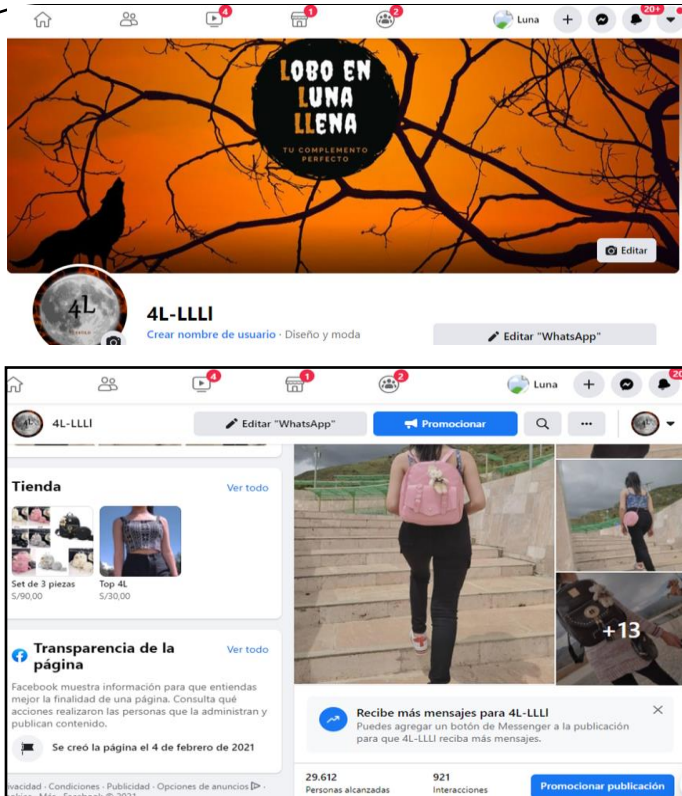 4
1
2
Luna
20+
LOBO EN
LUNA
LLENA
TU COMPLEMENTO
PERFECTO
Editar
4L
4L-LLLl
Crear nombre de usuario · Diseño y moda
Editar "WhatsApp"
4
1
2
Luna
20
4L-LLLl
Editar "WhatsApp"
Promocionar
Tienda
Ver todo
Set de 3 piezas
S/90,00
Top 4L
S/30,00
Transparencia de la
página
Ver todo
Facebook muestra información para que entiendas
mejor la finalidad de una página. Consulta qué
acciones realizaron las personas que la administran y
publican contenido.
Se creó la página el 4 de febrero de 2021
ivacidad · Condiciones · Publicidad · Opciones de anuncios ·
Más · Facebook © 2021
+13
Recibe más mensajes para 4L-LLLl
Puedes agregar un botón de Messenger a la publicación
para que 4L-LLLl reciba más mensajes.
29.612
Personas alcanzadas
921
Interacciones
Promocionar publicación